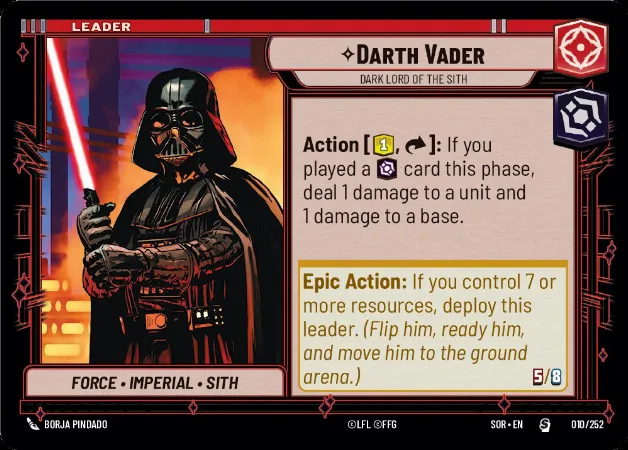 LEADER
DARTH VADER
DARK LORD OF THE SITH
Action [1, ]: If you
played a card this phase,
deal 1 damage to a unit and
1 damage to a base.
Epic Action: If you control 7 or
more resources, deploy this
leader. (Flip him, ready him,
and move him to the ground
arena.)
5/8
FORCE • IMPERIAL • SITH
BORJA PINDADO
©LFL ©FFG
SOR • EN
010/252